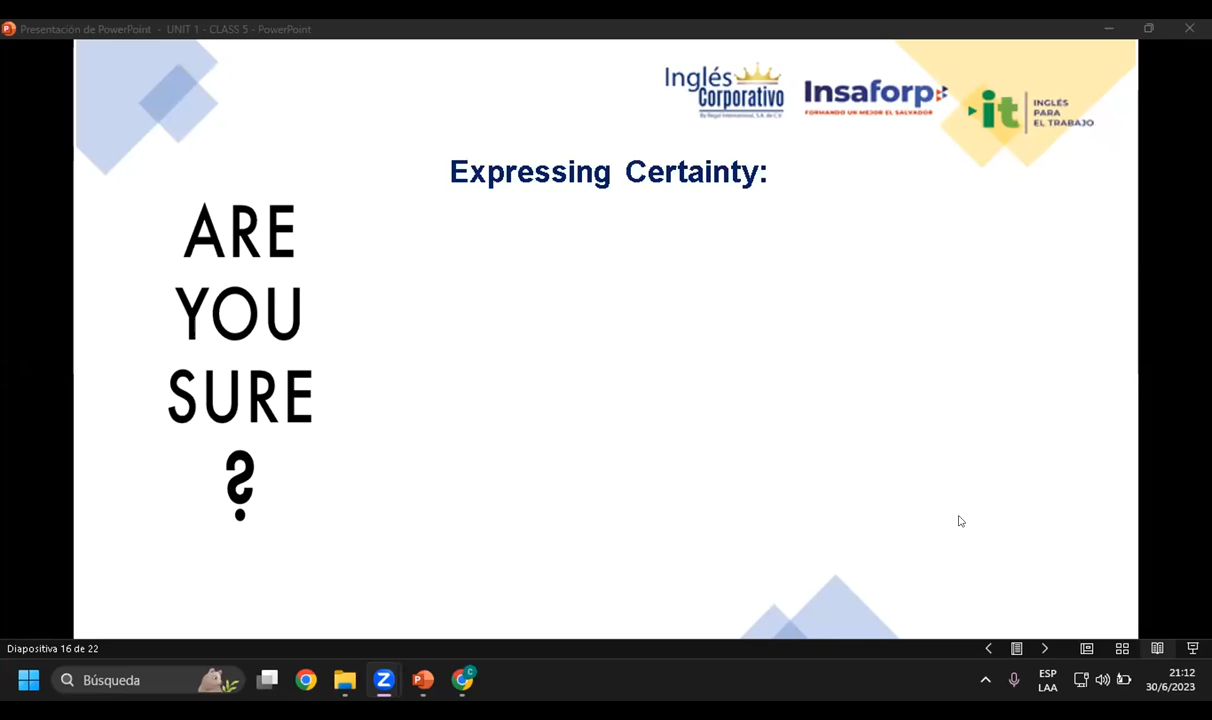 Presentación de PowerPoint - UNIT 1 - CLASS 5 - PowerPoint
Inglés
Corporativo
Insaforp
FORMANDO UN MEJOR EL SALVADOR
it
INGLÉS
PARA
EL TRABAJO
Expressing Certainty:
ARE
YOU
SURE
?
Diapositiva 16 de 22
Búsqueda
ESP
LAA
21:12
30/6/2023